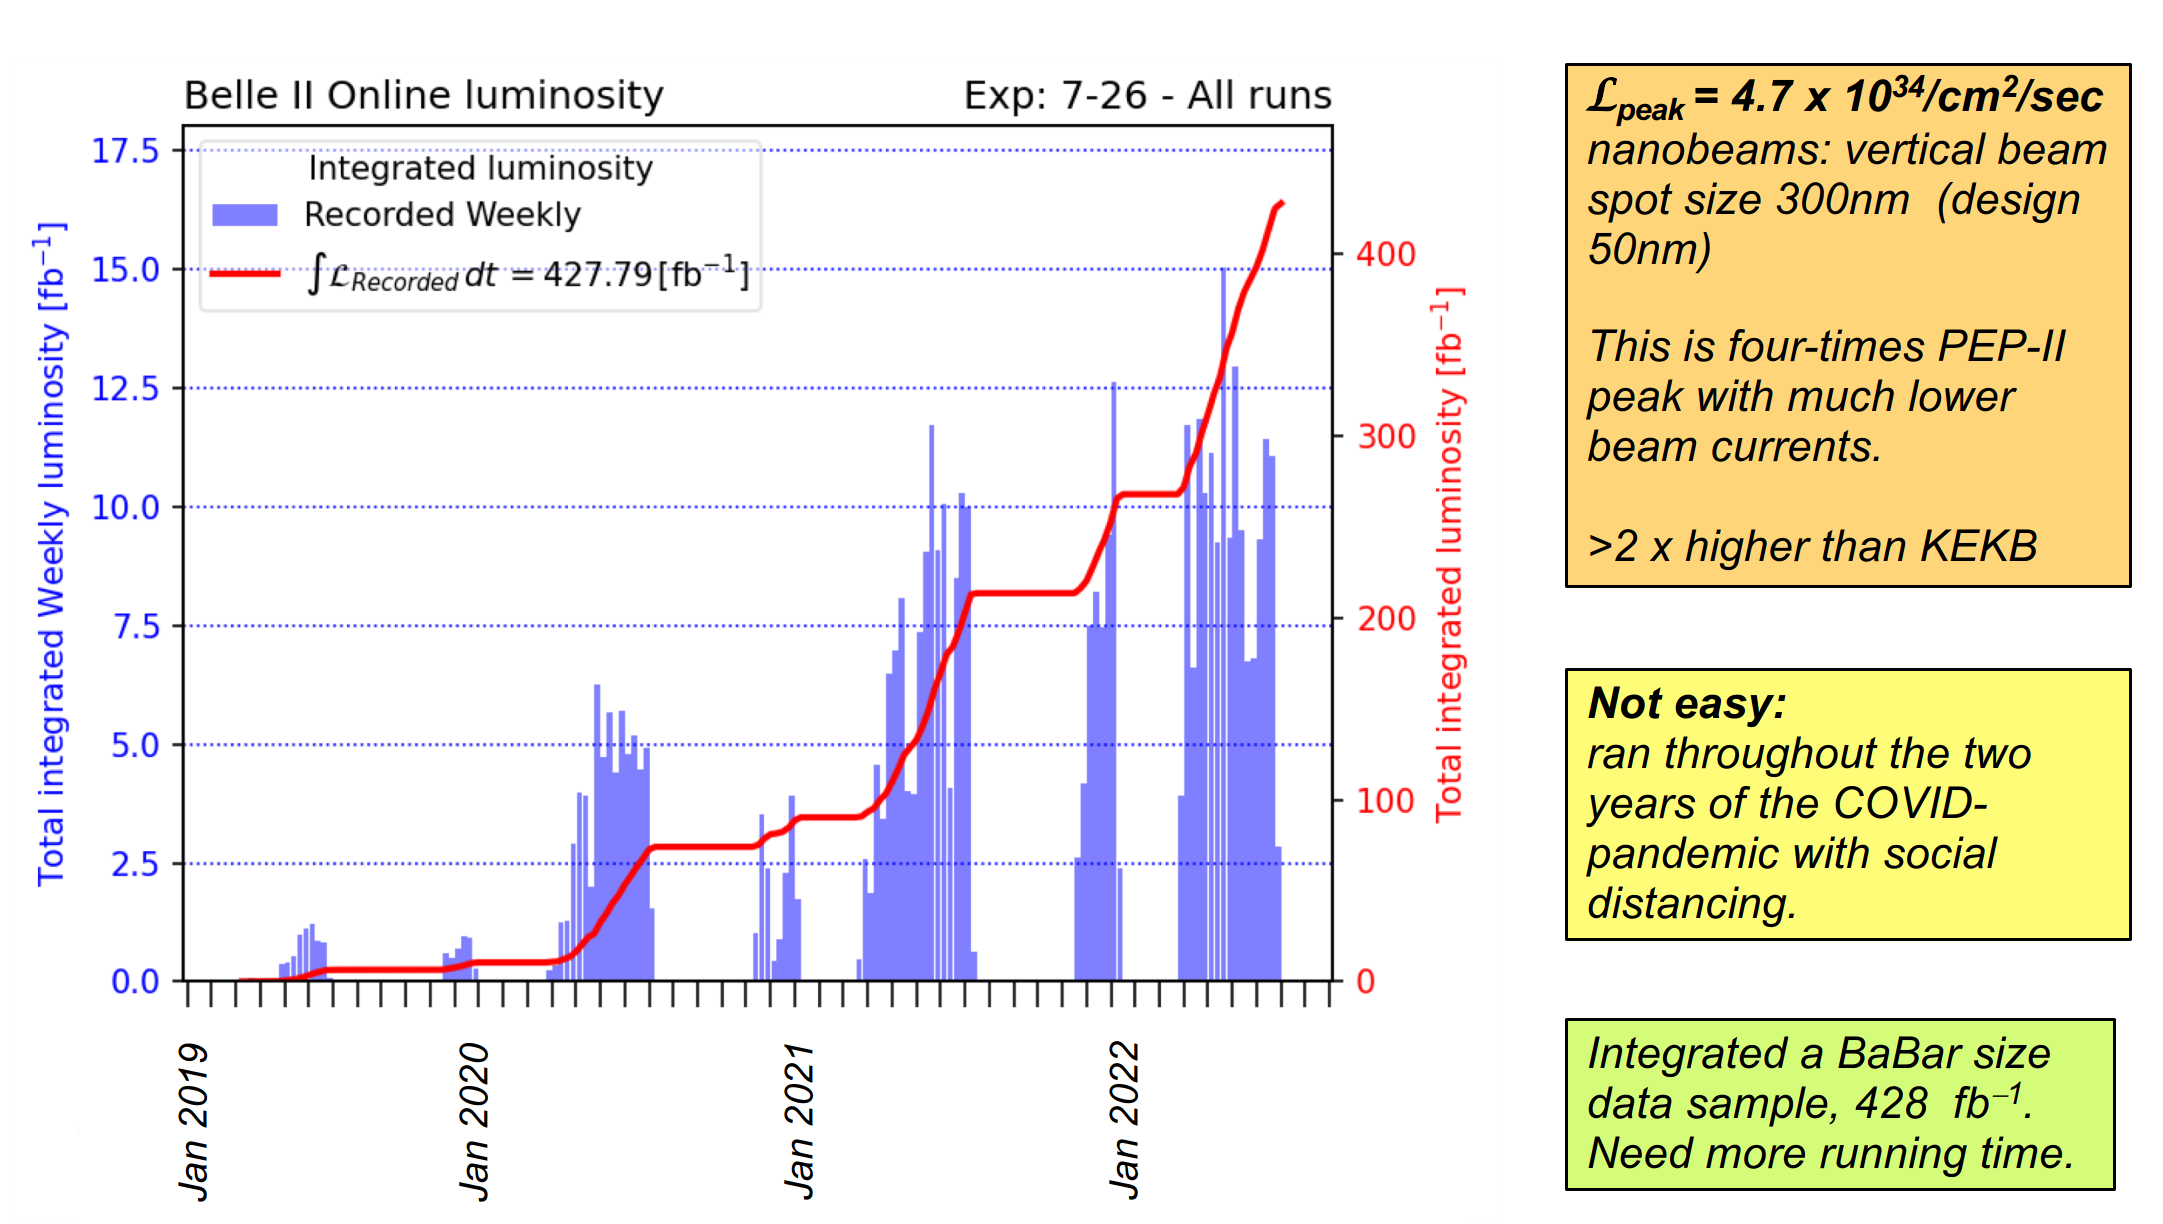 Belle II Online luminosity
Exp: 7-26 - All runs
Integrated luminosity
Recorded Weekly
∫ℒ_Recorded dt = 427.79 [fb⁻¹]
Total integrated Weekly luminosity [fb⁻¹]
17.5
15.0
12.5
10.0
7.5
5.0
2.5
0.0
400
300
200
100
0
Total integrated luminosity [fb⁻¹]
Jan 2019
Jan 2020
Jan 2021
Jan 2022
ℒ_peak = 4.7 x 10³⁴/cm²/sec
nanobeams: vertical beam
spot size 300nm (design
50nm)
This is four-times PEP-II
peak with much lower
beam currents.
>2 x higher than KEKB
Not easy:
ran throughout the two
years of the COVID-
pandemic with social
distancing.
Integrated a BaBar size
data sample, 428 fb⁻¹.
Need more running time.